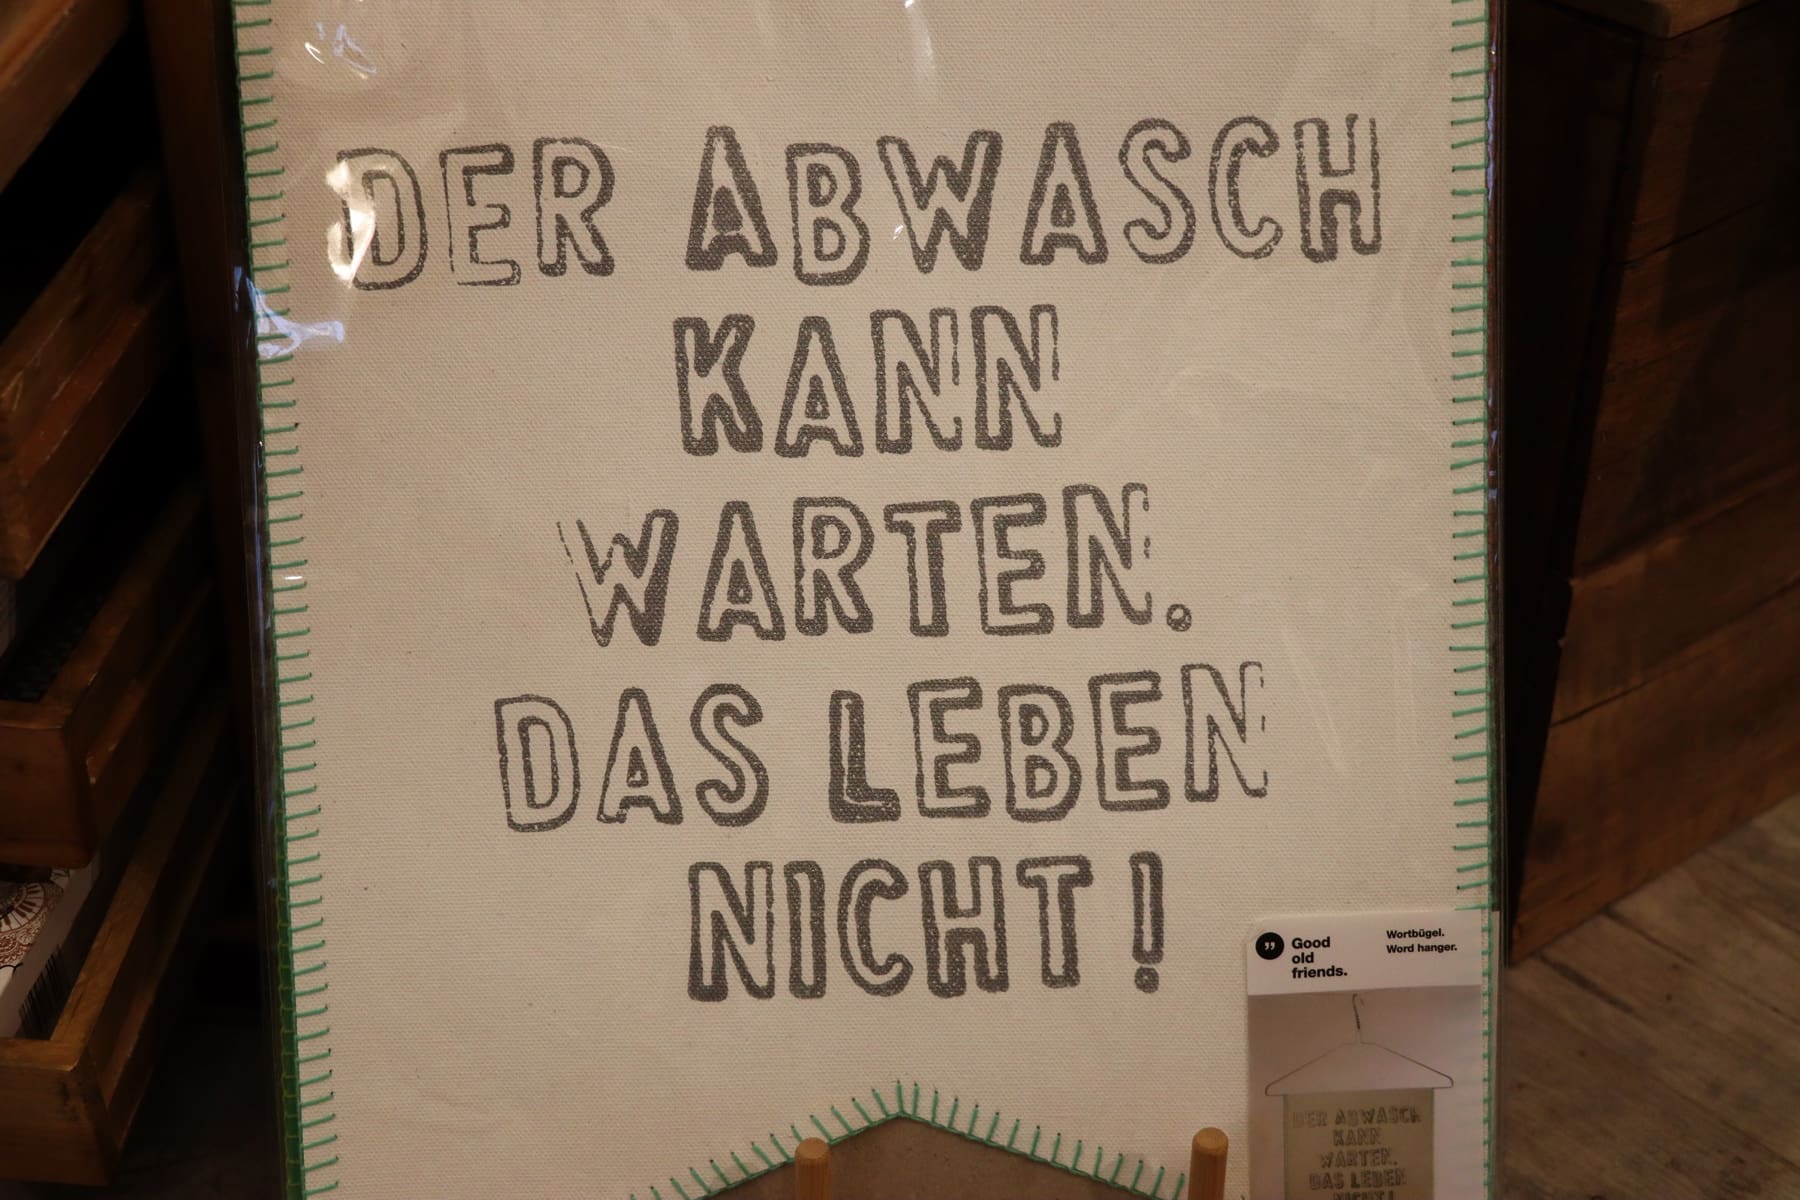 DER ABWASCH
KANN
WARTEN.
DAS LEBEN
NICHT!
Good
old
friends.
Wortbügel.
Word hanger.
DER ABWASCH
KANN
WARTEN.
DAS LEBEN
NICHT!